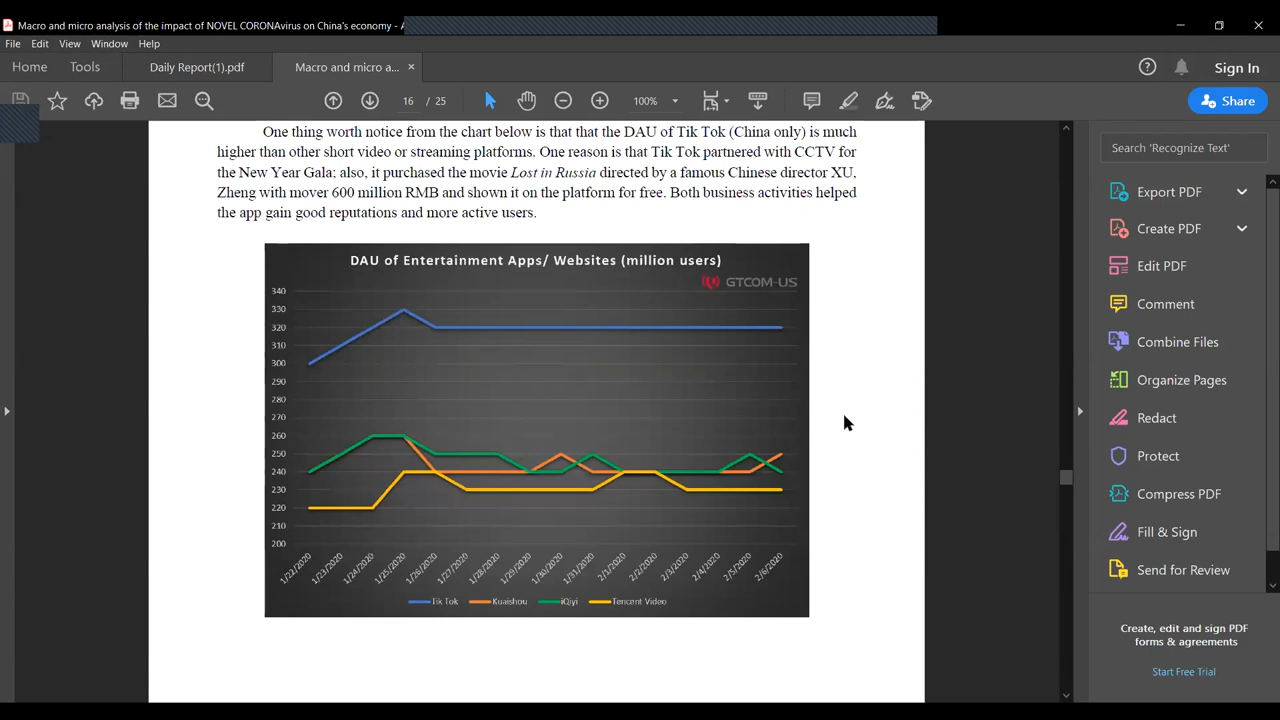 Macro and micro analysis of the impact of NOVEL CORONAvirus on China's economy - A
File Edit View Window Help
Home Tools Daily Report(1).pdf Macro and micro a... ×
Sign In
16 / 25
100%
Share
One thing worth notice from the chart below is that that the DAU of Tik Tok (China only) is much
higher than other short video or streaming platforms. One reason is that Tik Tok partnered with CCTV for
the New Year Gala; also, it purchased the movie Lost in Russia directed by a famous Chinese director XU,
Zheng with mover 600 million RMB and shown it on the platform for free. Both business activities helped
the app gain good reputations and more active users.
DAU of Entertainment Apps/ Websites (million users)
GTCOM-US
340
330
320
310
300
290
280
270
260
250
240
230
220
210
200
1/22/2020 1/23/2020 1/24/2020 1/25/2020 1/26/2020 1/27/2020 1/28/2020 1/29/2020 1/30/2020 1/31/2020 2/1/2020 2/2/2020 2/3/2020 2/4/2020 2/5/2020 2/6/2020
Tik Tok Kuaishou iQiyi Tencent Video
Search 'Recognize Text'
Export PDF
Create PDF
Edit PDF
Comment
Combine Files
Organize Pages
Redact
Protect
Compress PDF
Fill & Sign
Send for Review
Create, edit and sign PDF
forms & agreements
Start Free Trial